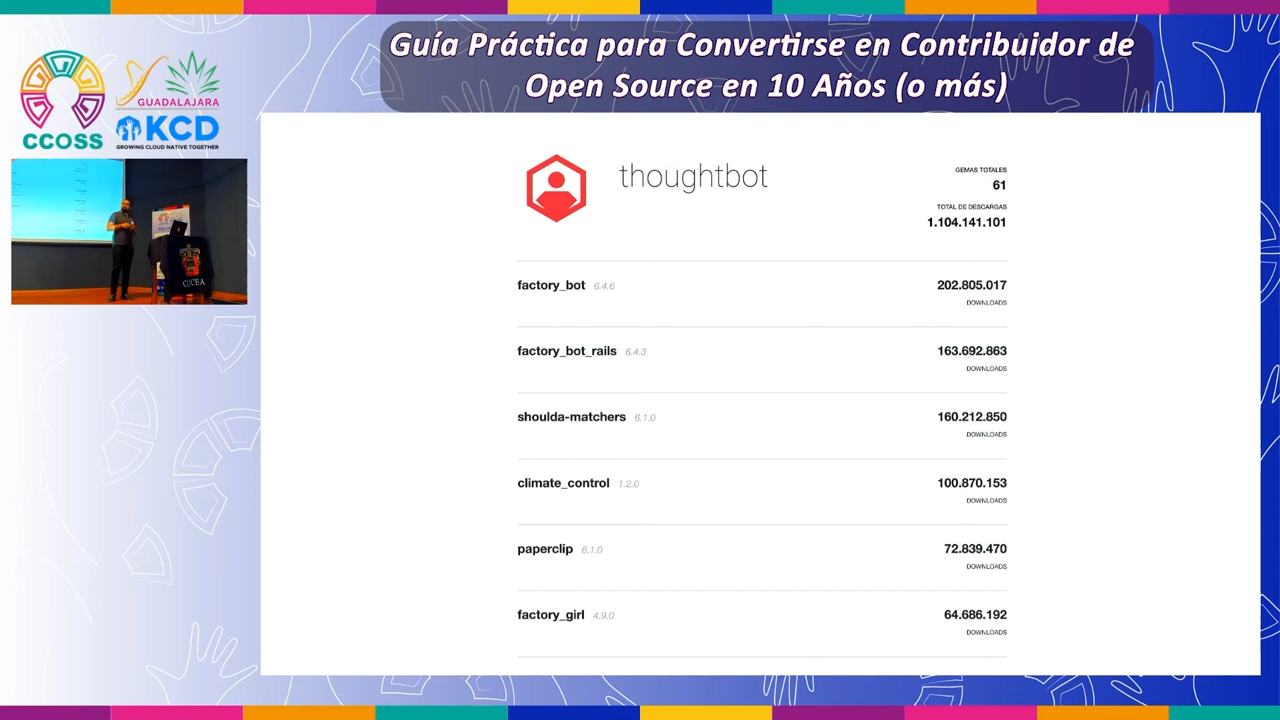 Guía Práctica para Convertirse en Contribuidor de
Open Source en 10 Años (o más)
CCOSS
GUADALAJARA
KCD
GROWING CLOUD NATIVE TOGETHER
CUCEA
thoughtbot
GEMAS TOTALES
61
TOTAL DE DESCARGAS
1.104.141.101
factory_bot 6.4.6
202.805.017
DOWNLOADS
factory_bot_rails 6.4.3
163.692.863
DOWNLOADS
shoulda-matchers 6.1.0
160.212.850
DOWNLOADS
climate_control 1.2.0
100.870.153
DOWNLOADS
paperclip 6.1.0
72.839.470
DOWNLOADS
factory_girl 4.9.0
64.686.192
DOWNLOADS